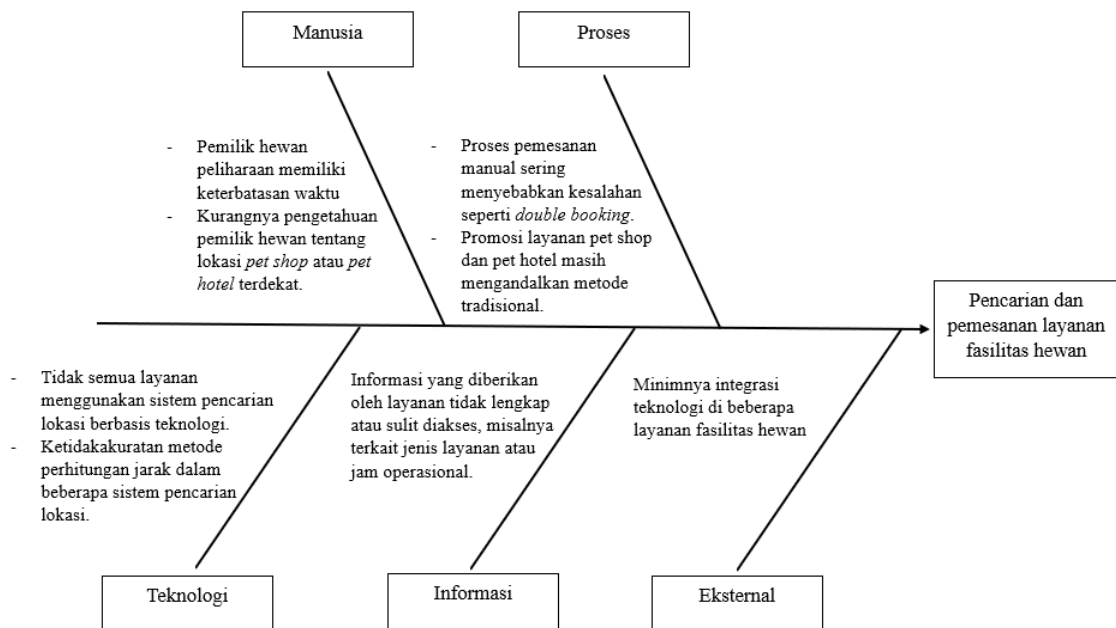 Manusia
Proses
- Pemilik hewan
peliharaan memiliki
keterbatasan waktu
- Kurangnya pengetahuan
pemilik hewan tentang
lokasi pet shop atau pet
hotel terdekat.
- Proses pemesanan
manual sering
menyebabkan kesalahan
seperti double booking.
- Promosi layanan pet shop
dan pet hotel masih
mengandalkan metode
tradisional.
Pencarian dan
pemesanan layanan
fasilitas hewan
- Tidak semua layanan
menggunakan sistem pencarian
lokasi berbasis teknologi.
- Ketidakakuratan metode
perhitungan jarak dalam
beberapa sistem pencarian
lokasi.
Informasi yang diberikan
oleh layanan tidak lengkap
atau sulit diakses, misalnya
terkait jenis layanan atau
jam operasional.
Minimnya integrasi
teknologi di beberapa
layanan fasilitas hewan
Teknologi
Informasi
Eksternal